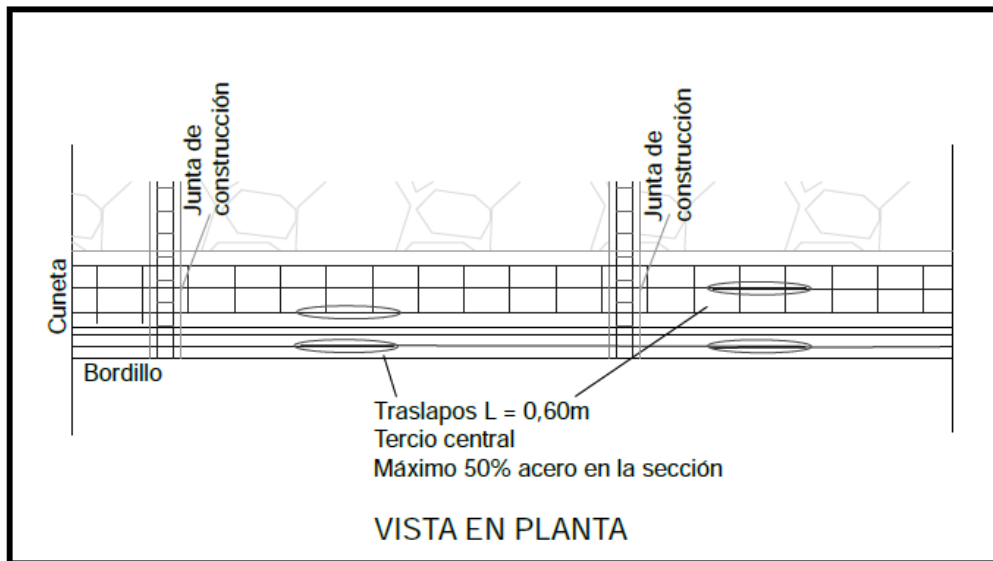 Junta de
construcción
Junta de
construcción
Cuneta
Bordillo
Traslapos L = 0,60m
Tercio central
Máximo 50% acero en la sección
VISTA EN PLANTA